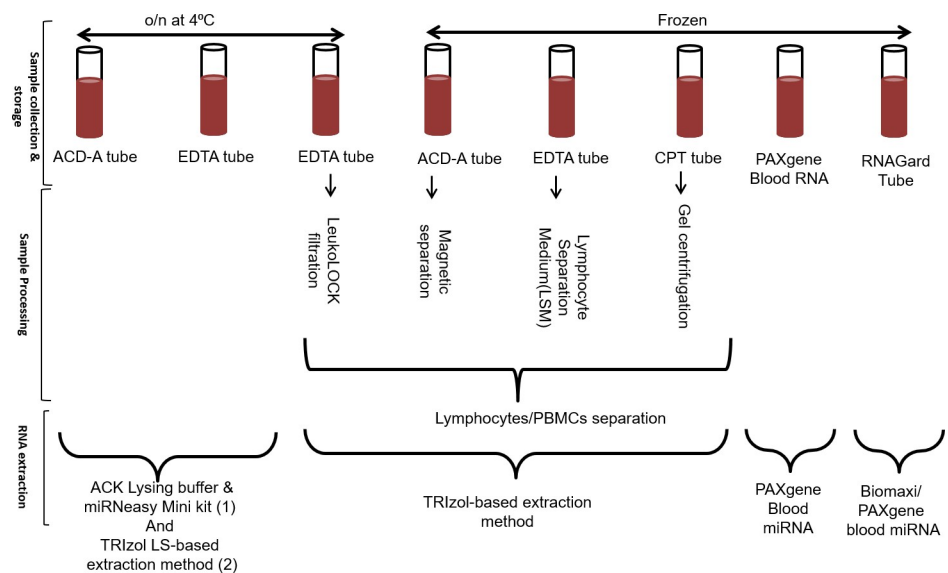 o/n at 4ºC
Frozen
Sample collection &
storage
ACD-A tube
EDTA tube
EDTA tube
ACD-A tube
EDTA tube
CPT tube
PAXgene
Blood RNA
RNAGard
Tube
Sample Processing
LeukoLOCK
filtration
Magnetic
separation
Lymphocyte
Separation
Medium(LSM)
Gel centrifugation
Lymphocytes/PBMCs separation
RNA extraction
ACK Lysing buffer &
miRNeasy Mini kit (1)
And
TRIzol LS-based
extraction method (2)
TRIzol-based extraction
method
PAXgene
Blood
miRNA
Biomaxi/
PAXgene
blood miRNA